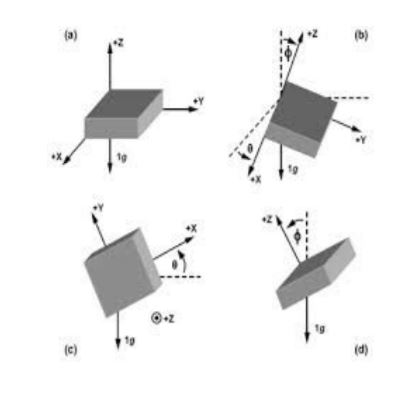 (a)
+Z
+Y
+X
1g
ϕ
+Z
(b)
θ
+X
1g
+Y
+Y
+X
θ
1g
+Z
(c)
+Z
ϕ
1g
(d)